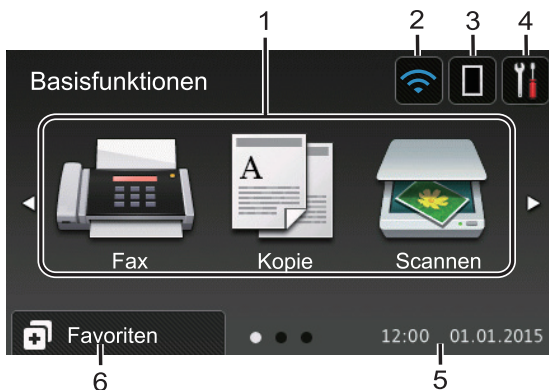 1
2
3
4
Basisfunktionen
A
Fax
Kopie
Scannen
Favoriten
12:00 01.01.2015
6
5